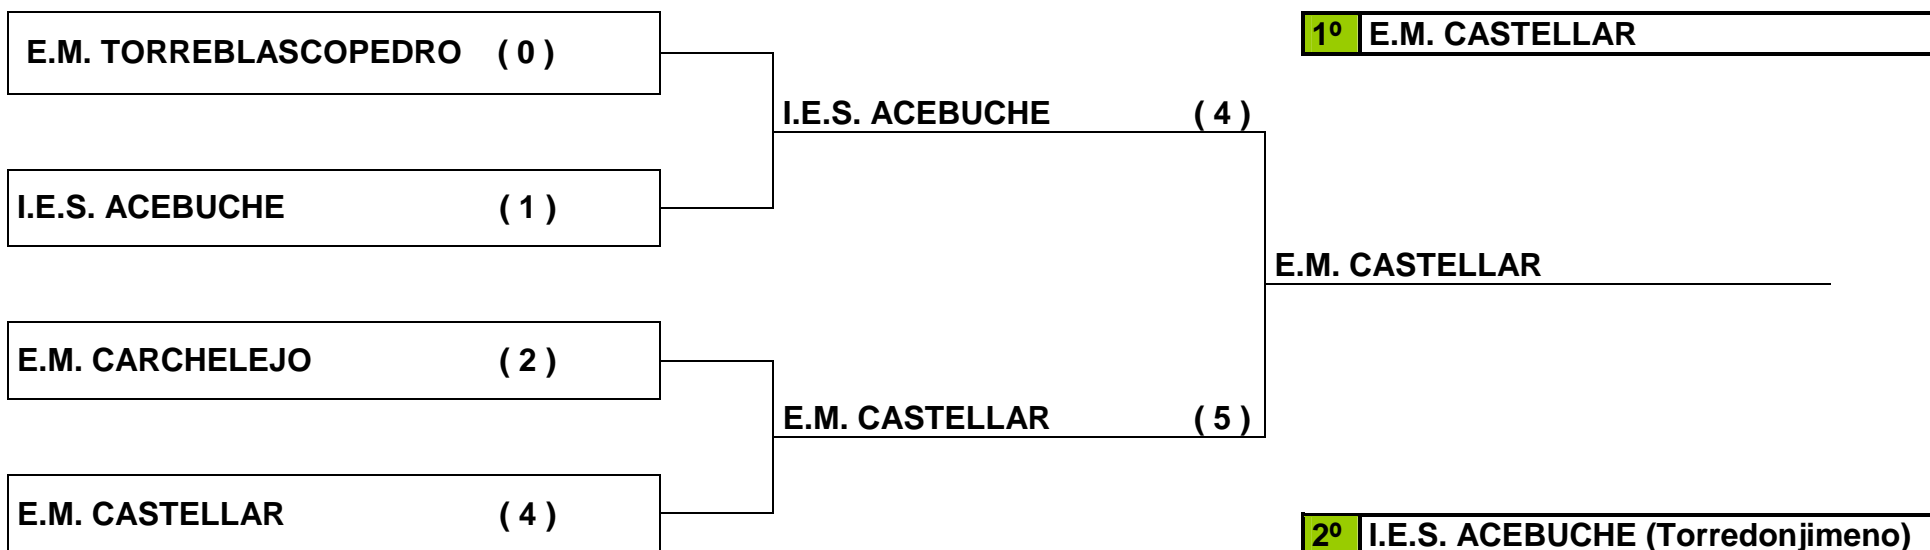 E.M. TORREBLASCOPEDRO ( 0 )
1º E.M. CASTELLAR
I.E.S. ACEBUCHE ( 4 )
I.E.S. ACEBUCHE ( 1 )
E.M. CASTELLAR
E.M. CARCHELEJO ( 2 )
E.M. CASTELLAR ( 5 )
E.M. CASTELLAR ( 4 )
2º I.E.S. ACEBUCHE (Torredonjimeno)